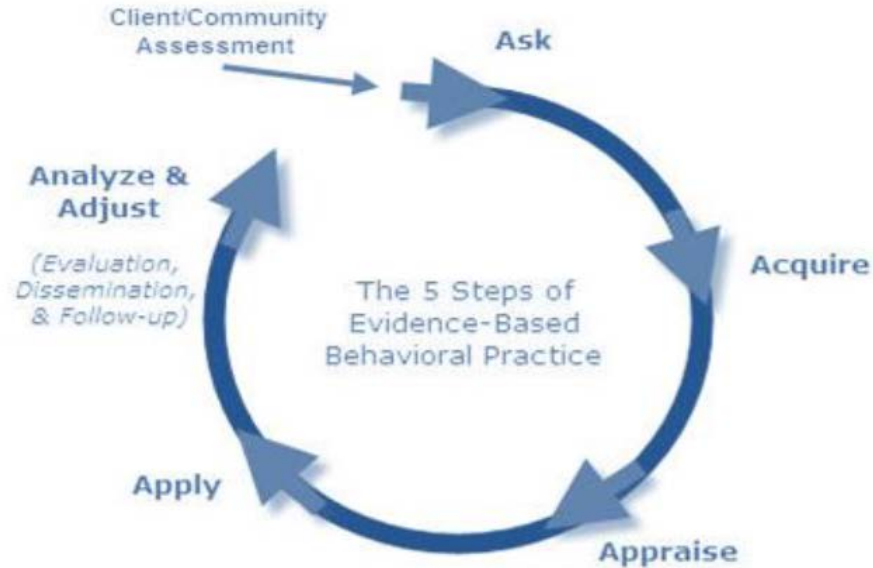 Client/Community
Assessment
Ask
Acquire
Appraise
Apply
Analyze &
Adjust
(Evaluation,
Dissemination,
& Follow-up)
The 5 Steps of
Evidence-Based
Behavioral Practice